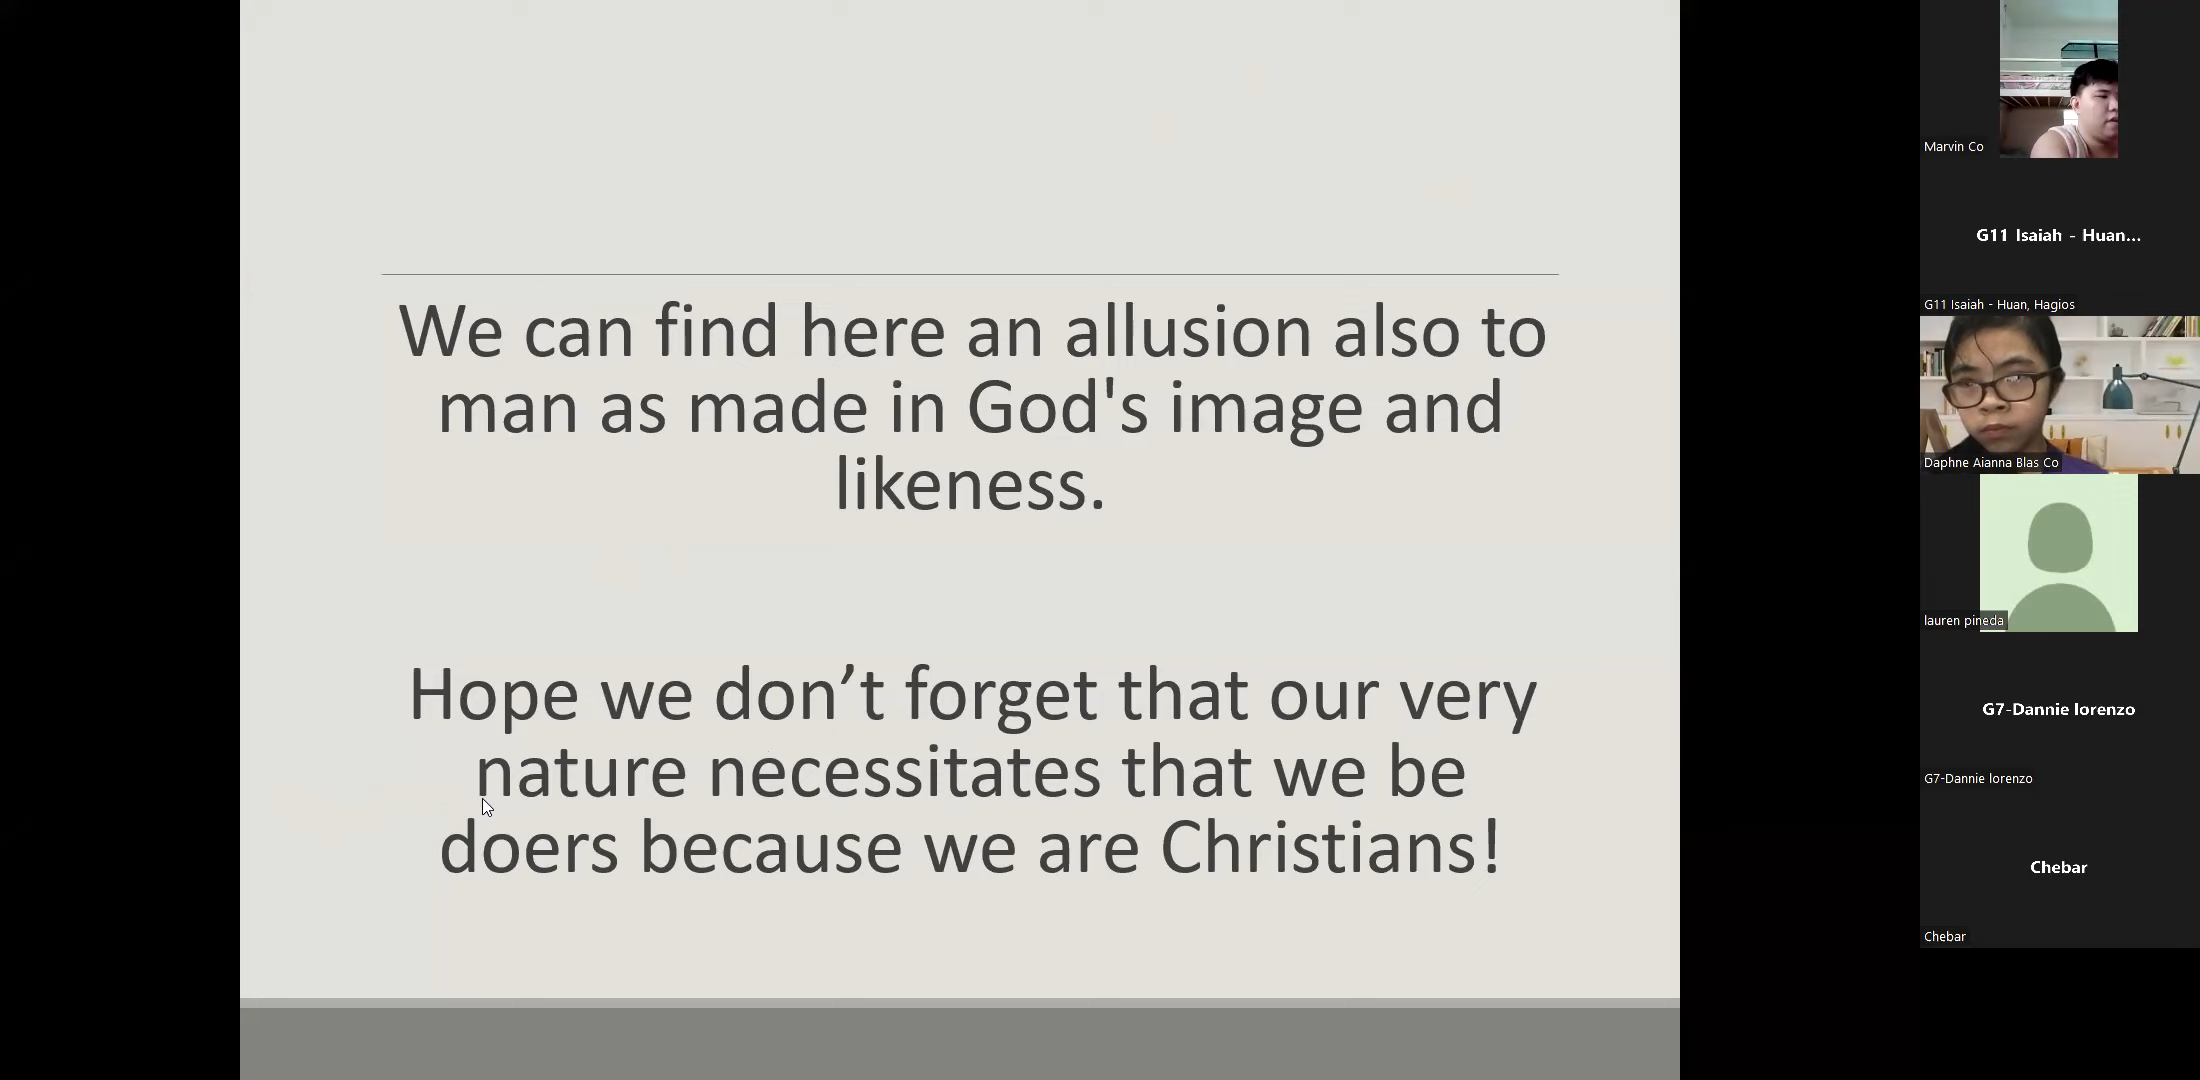 We can find here an allusion also to
man as made in God's image and
likeness.
Hope we don’t forget that our very
nature necessitates that we be
doers because we are Christians!
Marvin Co
G11 Isaiah - Huan...
G11 Isaiah - Huan, Hagios
Daphne Aianna Blas Co
lauren pineda
G7-Dannie lorenzo
G7-Dannie lorenzo
Chebar
Chebar